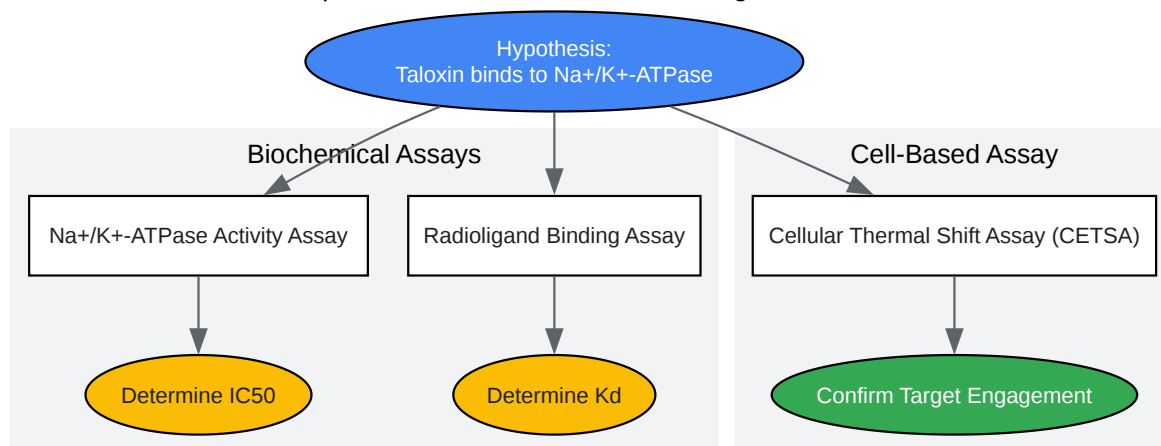 Hypothesis:
Taloxin binds to Na+/K+-ATPase
Biochemical Assays
Cell-Based Assay
Na+/K+-ATPase Activity Assay
Radioligand Binding Assay
Cellular Thermal Shift Assay (CETSA)
Determine IC50
Determine Kd
Confirm Target Engagement